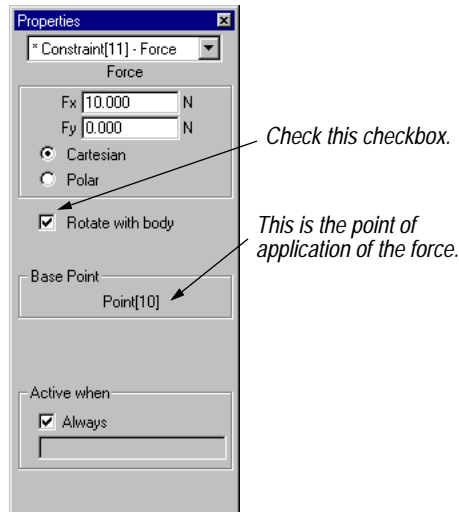 Properties
* Constraint[11] - Force
Force
Fx 10.000 N
Fy 0.000 N
Cartesian
Polar
Check this checkbox.
Rotate with body
This is the point of
application of the force.
Base Point
Point[10]
Active when
Always